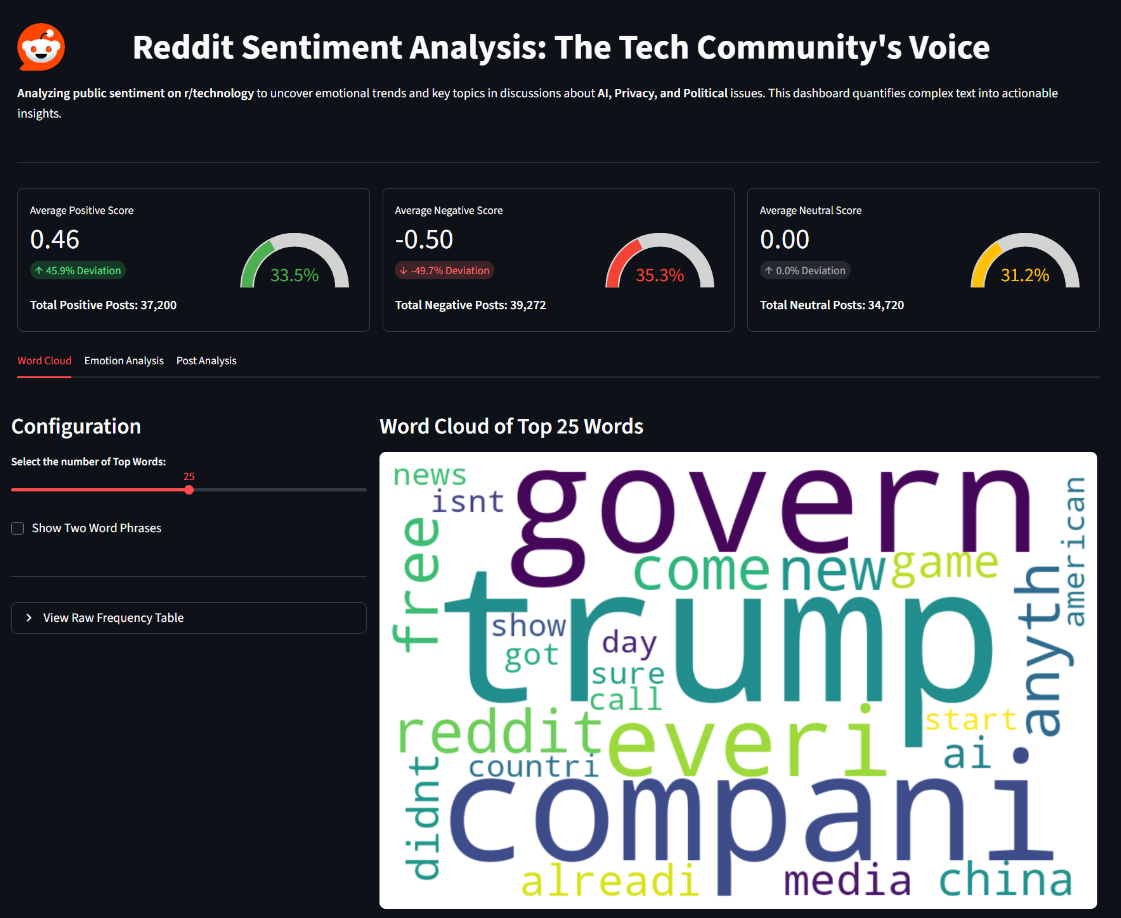 Reddit Sentiment Analysis: The Tech Community's Voice
Analyzing public sentiment on r/technology to uncover emotional trends and key topics in discussions about AI, Privacy, and Political issues. This dashboard quantifies complex text into actionable
insights.
Average Positive Score
0.46
↑ 45.9% Deviation
33.5%
Total Positive Posts: 37,200
Average Negative Score
-0.50
↓ -49.7% Deviation
35.3%
Total Negative Posts: 39,272
Average Neutral Score
0.00
↑ 0.0% Deviation
31.2%
Total Neutral Posts: 34,720
Word Cloud Emotion Analysis Post Analysis
Configuration
Select the number of Top Words:
25
Show Two Word Phrases
View Raw Frequency Table
Word Cloud of Top 25 Words
news
isnt
govern
american
free
come
new
game
anyth
trump
show
got
day
sure
call
reddit
everi
start
ai
countri
didnt
compani
alreadi
media
china